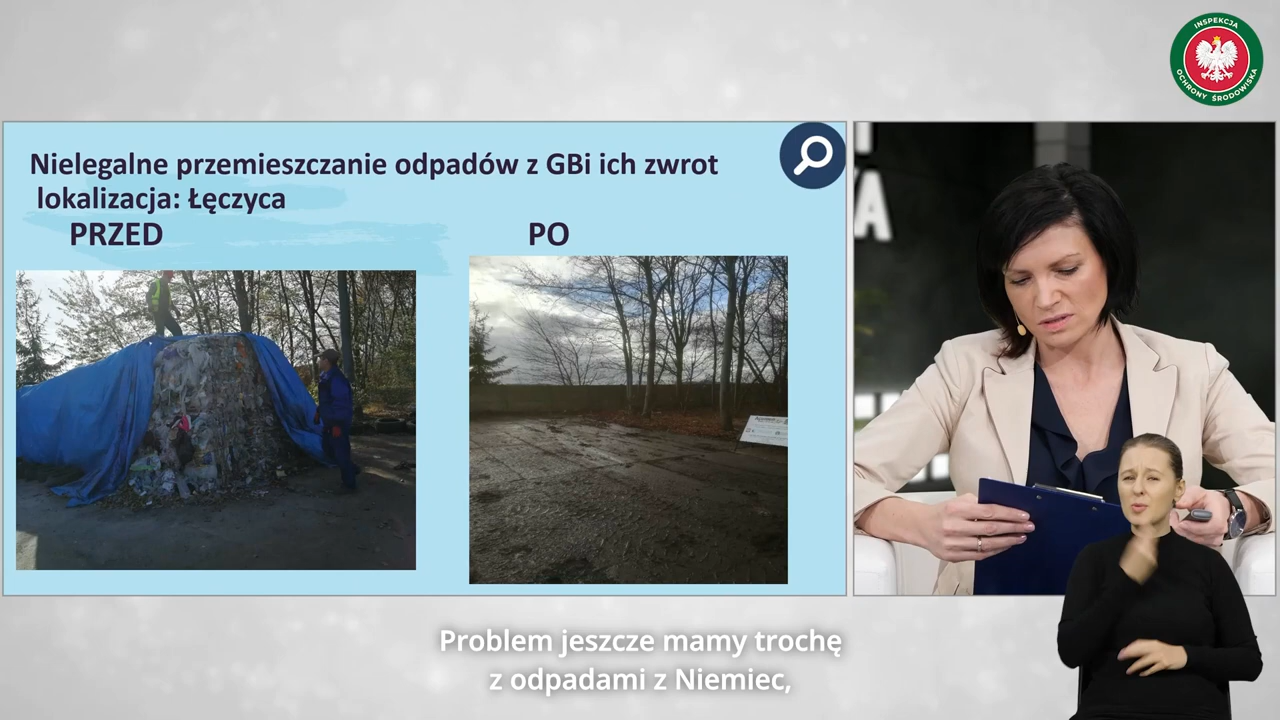 INSPEKCJA
OCHRONY ŚRODOWISKA
Nielegalne przemieszczanie odpadów z GBi ich zwrot
lokalizacja: Łęczyca
PRZED
PO
A
Problem jeszcze mamy trochę
z odpadami z Niemiec,